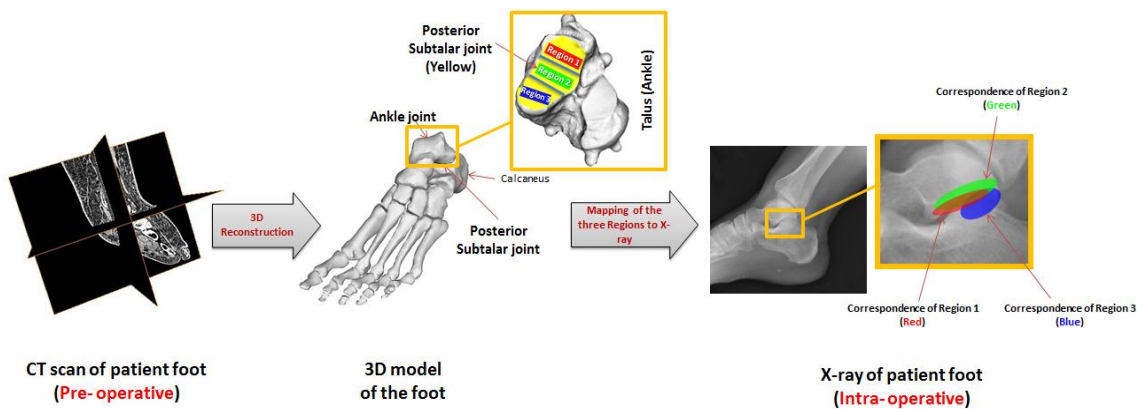 Posterior
Subtalar joint
(Yellow)
Region 1
Region 2
Region 3
Talus (Ankle)
Ankle joint
Calcaneus
Posterior
Subtalar joint
3D
Reconstruction
Mapping of the
three Regions to X-
ray
Correspondence of Region 2
(Green)
Correspondence of Region 1
(Red)
Correspondence of Region 3
(Blue)
CT scan of patient foot
(Pre- operative)
3D model
of the foot
X-ray of patient foot
(Intra- operative)